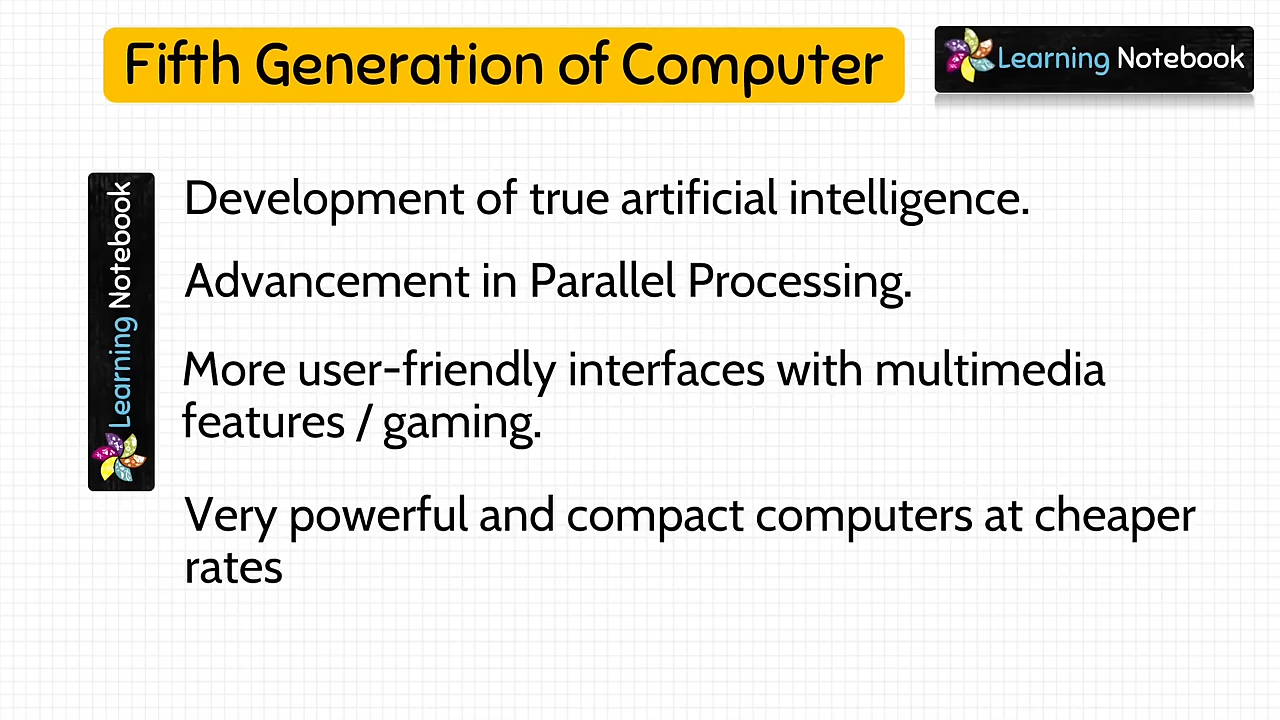 Fifth Generation of Computer
Learning Notebook
Learning Notebook
Development of true artificial intelligence.
Advancement in Parallel Processing.
More user-friendly interfaces with multimedia
features / gaming.
Very powerful and compact computers at cheaper
rates